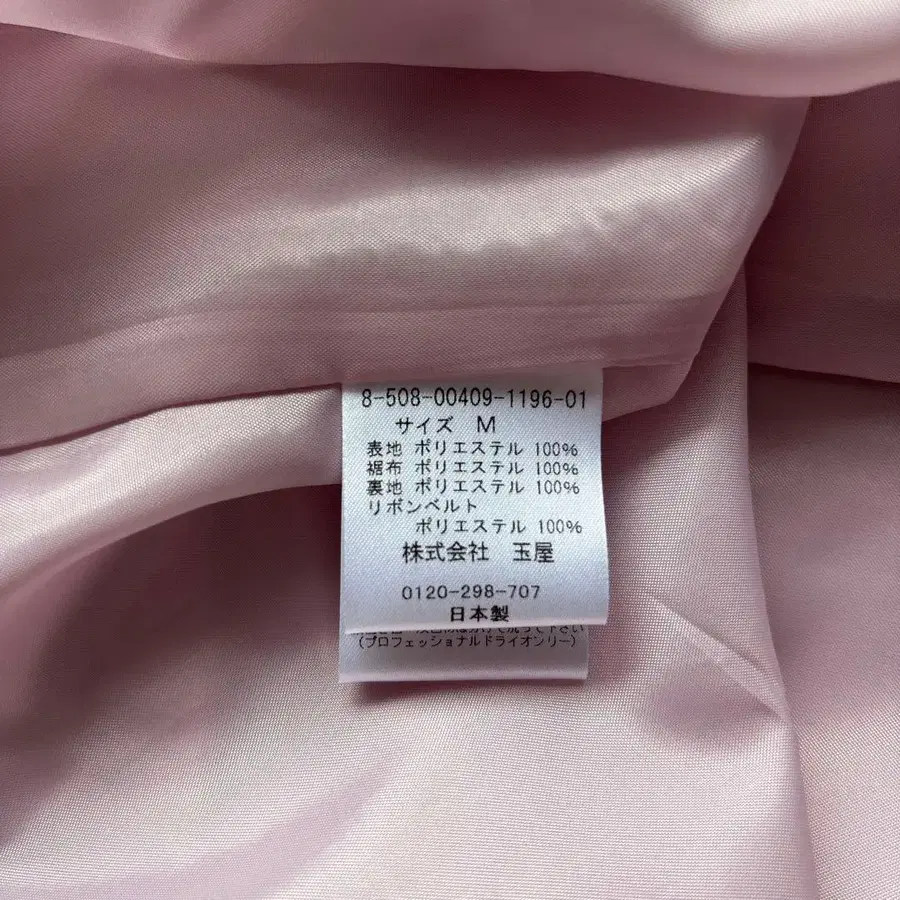 8-508-00409-1196-01
サイズ M
表地 ポリエステル 100%
裾布 ポリエステル 100%
裏地 ポリエステル 100%
リボンベルト
ポリエステル 100%
株式会社 玉屋
0120-298-707
日本製
(プロフェッショナルドライオンリー)